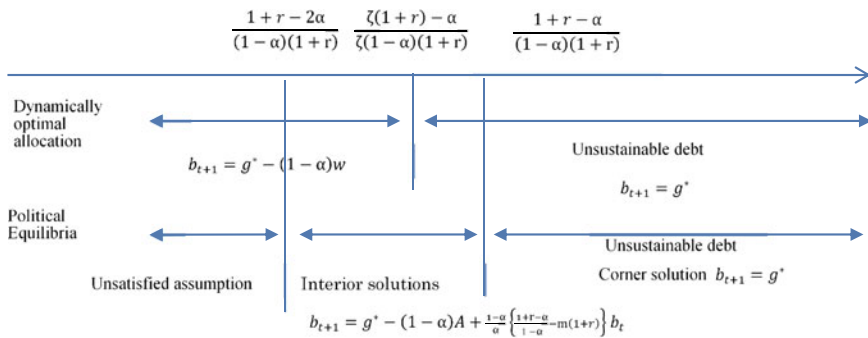 (1 + r − 2α)/((1 − α)(1 + r)) (ζ(1 + r) − α)/(ζ(1 − α)(1 + r)) (1 + r − α)/((1 − α)(1 + r))
Dynamically
optimal
allocation
b_{t+1} = g* − (1 − α)w
Unsustainable debt
b_{t+1} = g*
Political
Equilibria
Unsustainable debt
Unsatisfied assumption
Interior solutions
Corner solution b_{t+1} = g*
b_{t+1} = g* − (1 − α)A + (1−α)/α {(1+r−α)/(1−α) −m(1+r)} b_t